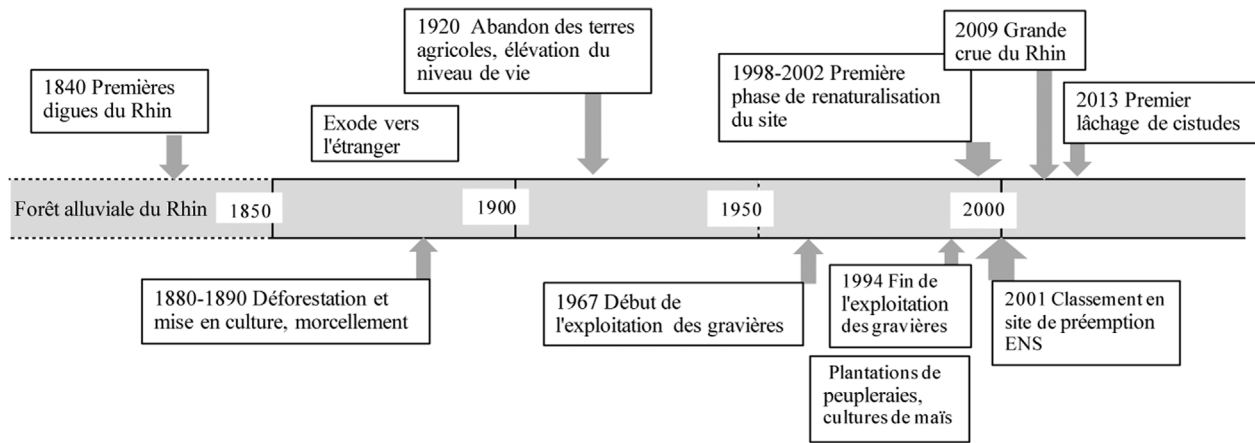 1840 Premières
digues du Rhin
Exode vers
l'étranger
1920 Abandon des terres
agricoles, élévation du
niveau de vie
1998-2002 Première
phase de renaturalisation
du site
2009 Grande
crue du Rhin
2013 Premier
lâchage de cistudes
Forêt alluviale du Rhin
1850
1900
1950
2000
1880-1890 Déforestation et
mise en culture, morcellement
1967 Début de
l'exploitation des gravières
1994 Fin de
l'exploitation
des gravières
Plantations de
peupleraies,
cultures de maïs
2001 Classement en
site de préemption
ENS